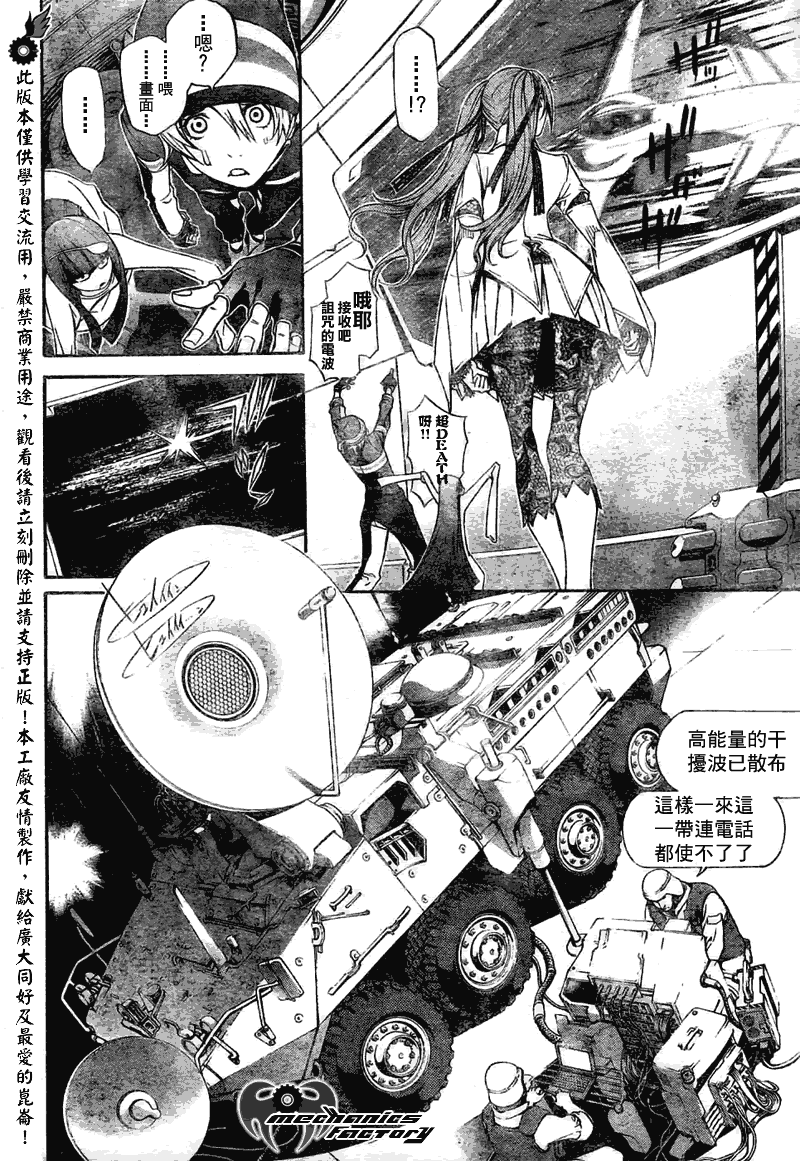 ……!?
……嗯?
……喂
……畫面……
……
哦耶
接收吧
詛咒的電波
超DEATH
呀!!
高能量的干
擾波已散布
這樣一來這
一帶連電話
都使不了了
此版本僅供學習交流用，嚴禁商業用途，觀看後請立刻刪除並請支持正版！本工廠友情製作，獻給廣大同好及最愛的崑崙！
mechanics
factory